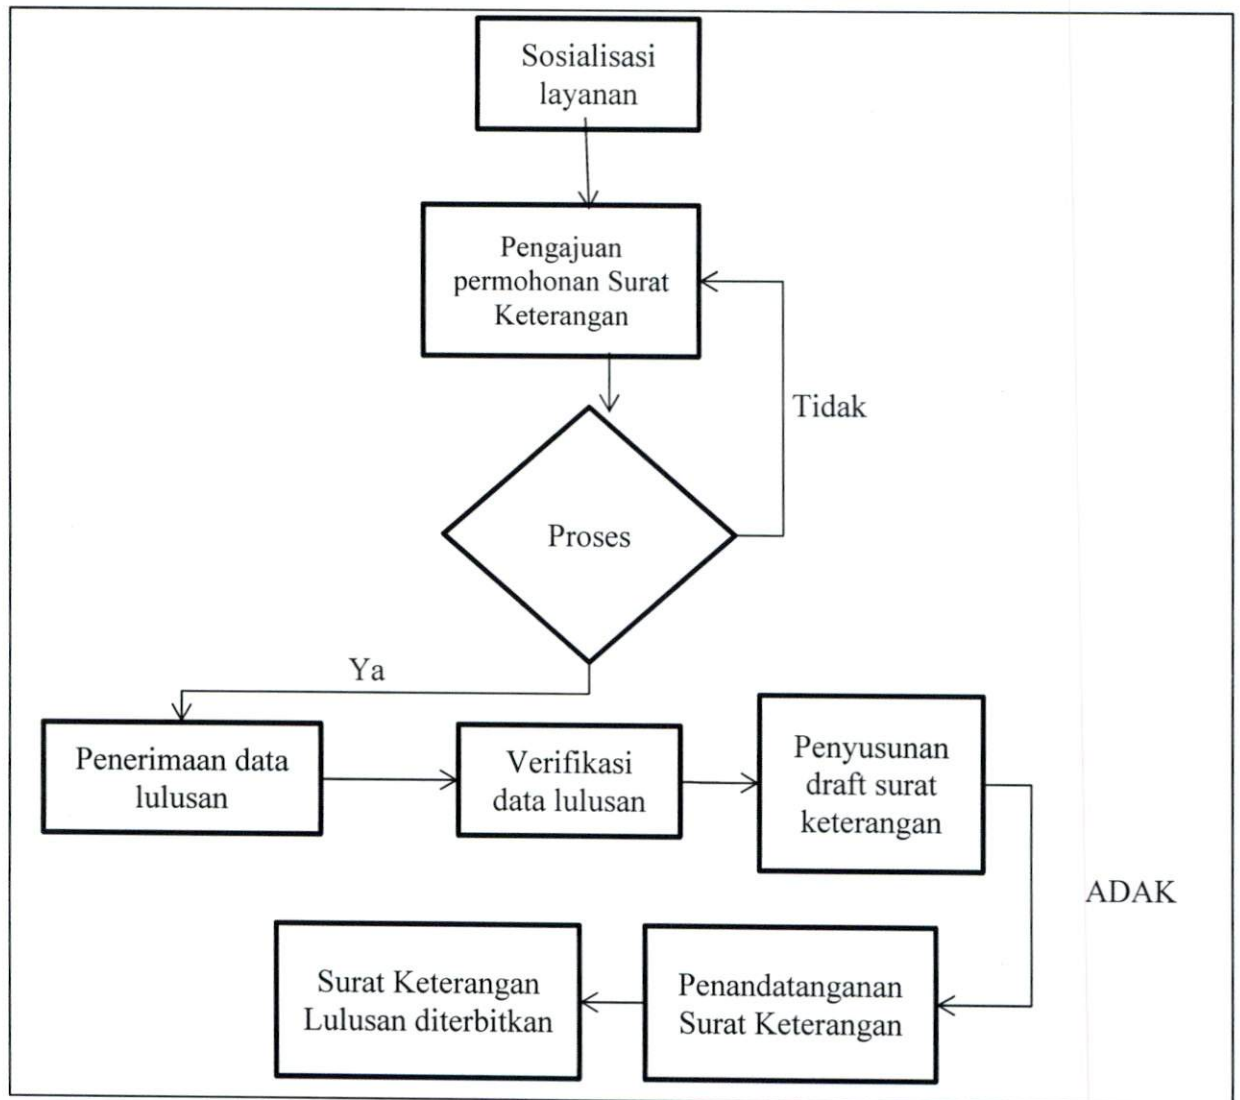 Sosialisasi
layanan
Pengajuan
permohonan Surat
Keterangan
Tidak
Proses
Ya
Penerimaan data
lulusan
Verifikasi
data lulusan
Penyusunan
draft surat
keterangan
ADAK
Penandatanganan
Surat Keterangan
Surat Keterangan
Lulusan diterbitkan